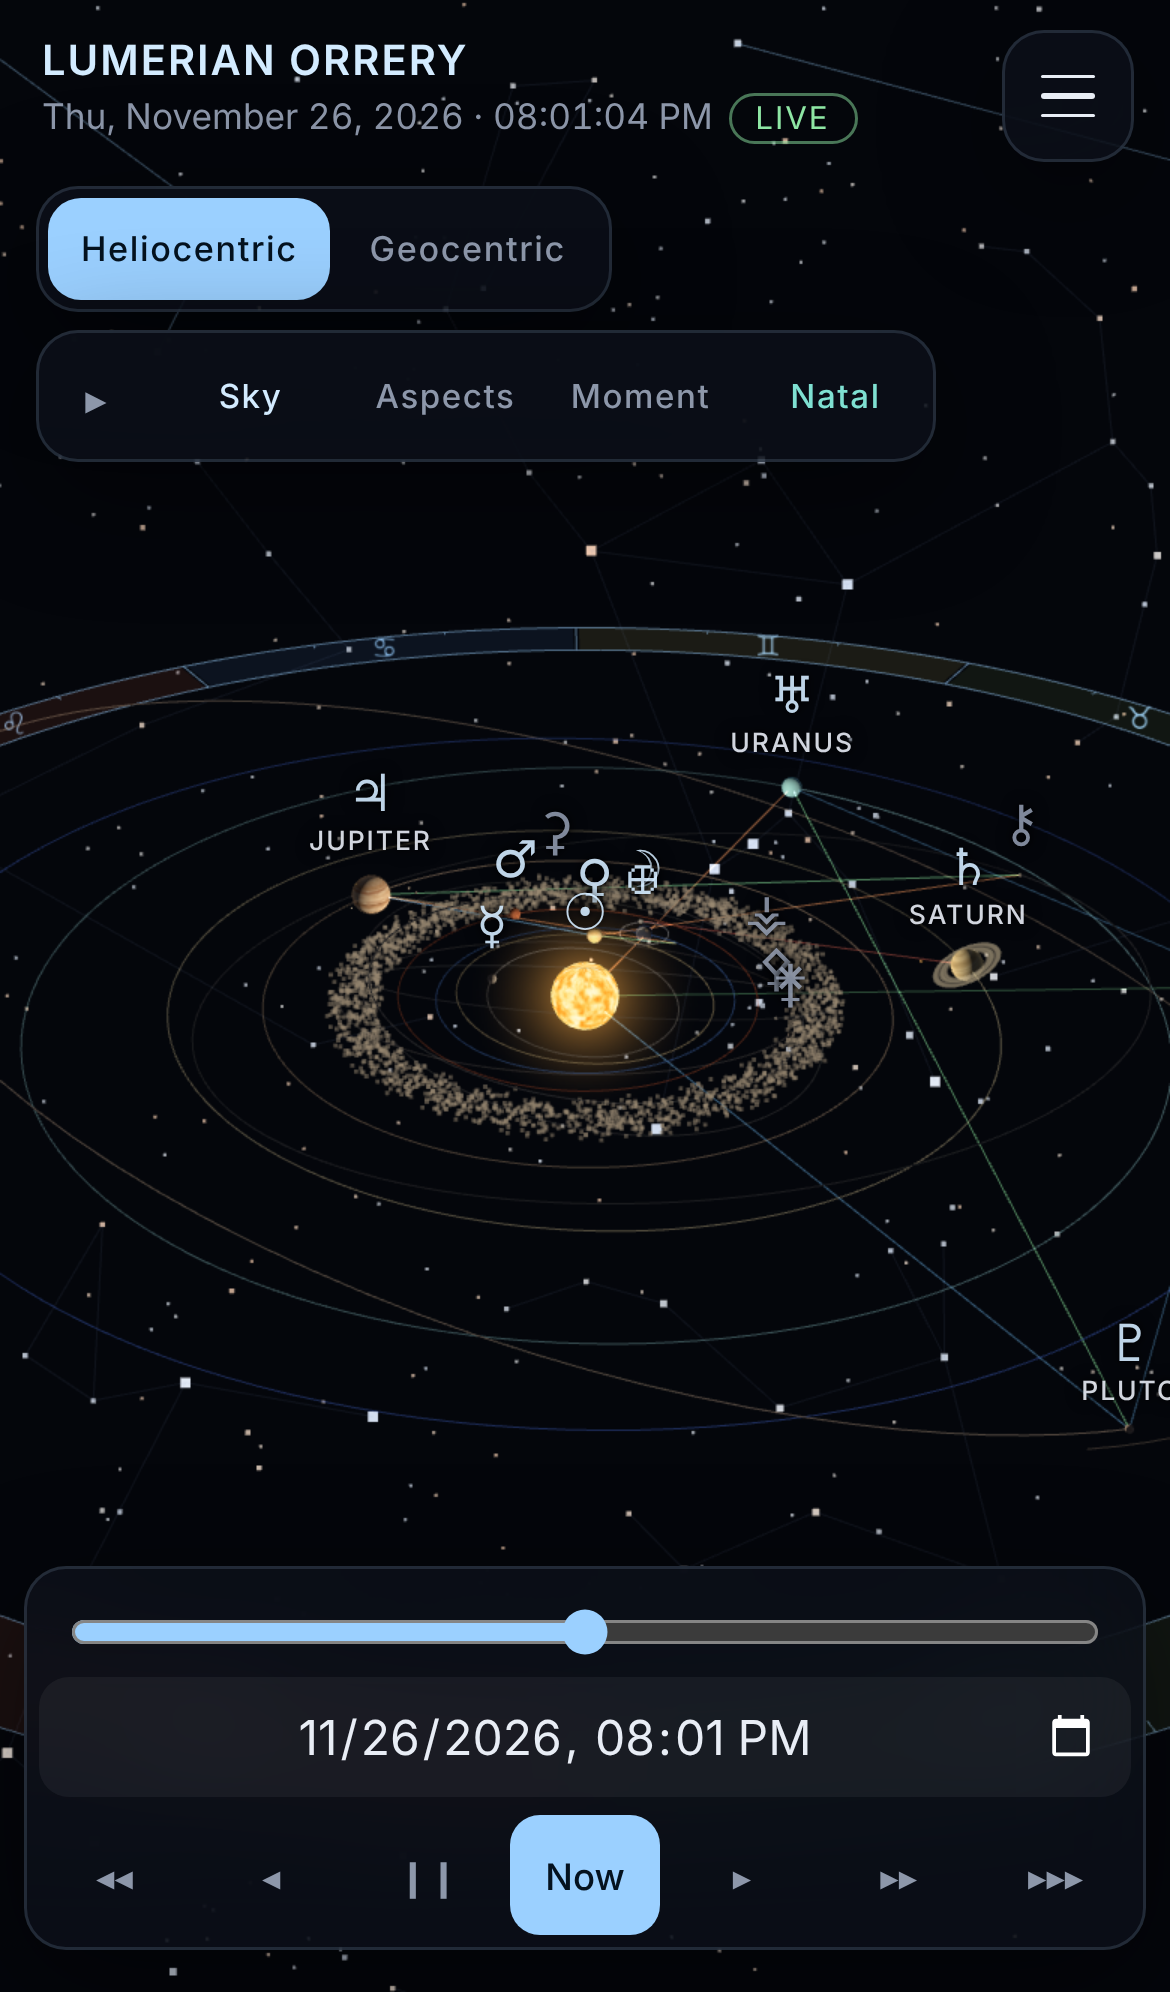 LUMERIAN ORRERY
Thu, November 26, 2026 · 08:01:04 PM LIVE
Heliocentric Geocentric
▶ Sky Aspects Moment Natal
♋ ♊
♅
♌ ♉
URANUS
♃ ⚳ ⚷
JUPITER ♂ ♀ ☽ ⊕ ♄
☿ ☉ ⚶ SATURN
⚴ ⚵
♇
PLUTO
11/26/2026, 08:01 PM
◀◀ ◀ ❙❙ Now ▶ ▶▶ ▶▶▶